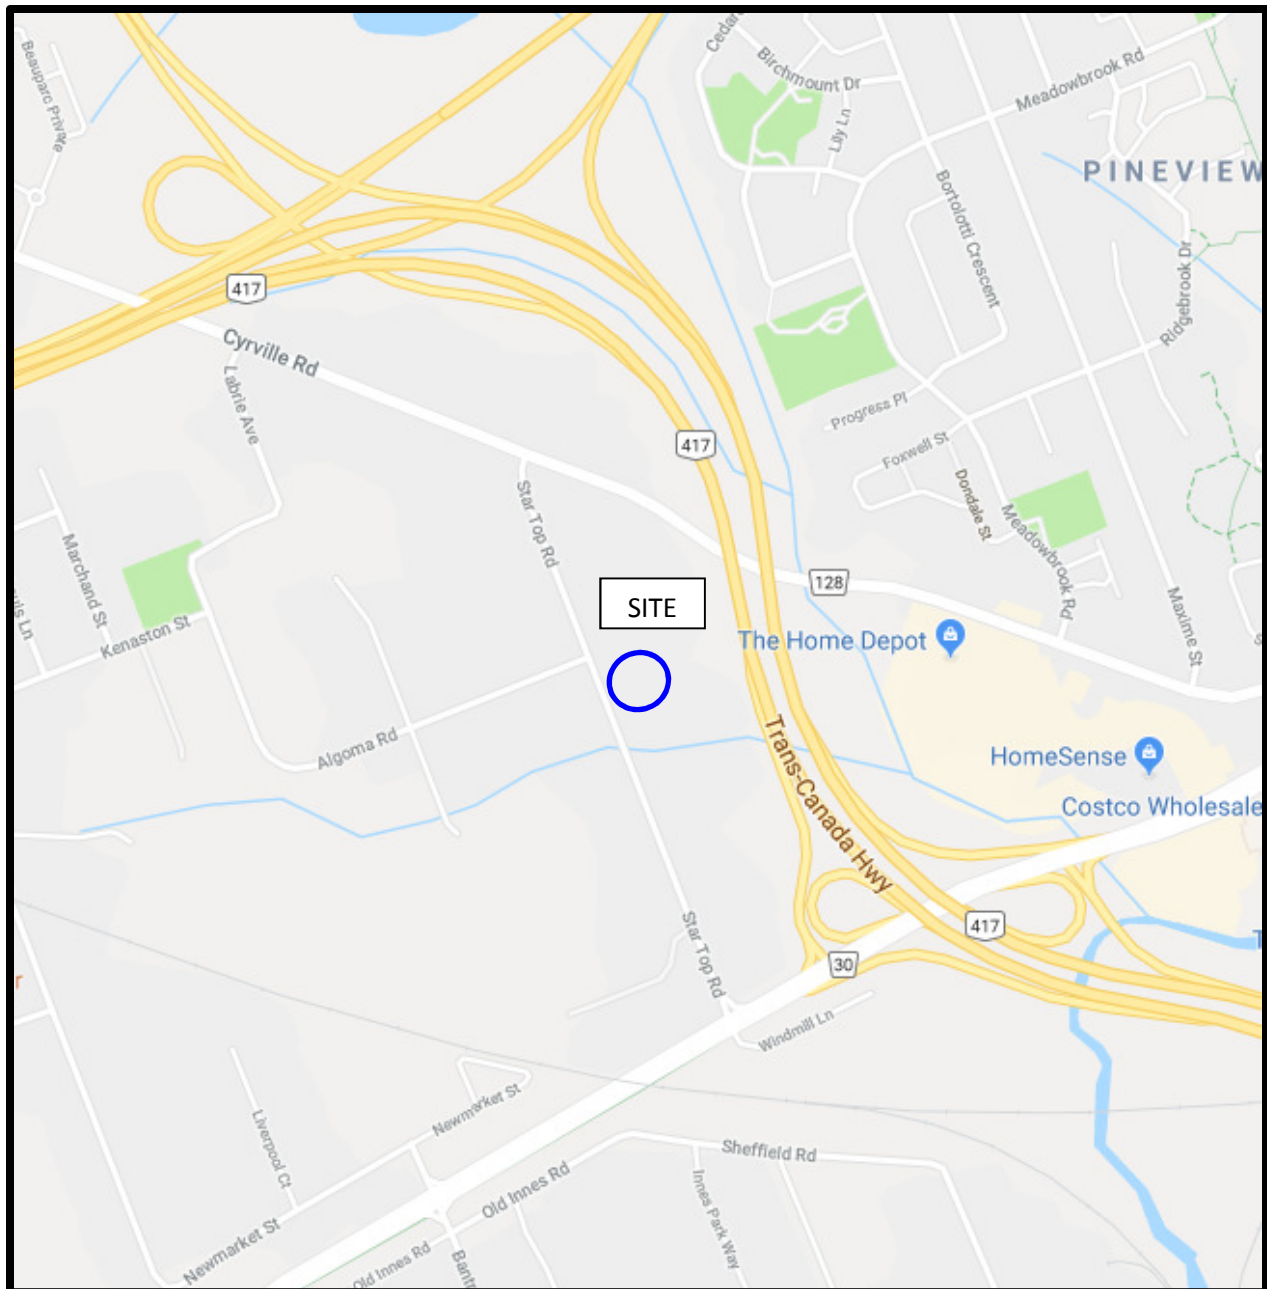 Cedar
Birchmount Dr
Meadowbrook Rd
Beauparc Private
Lily Ln
PINEVIEW
Bortolotti Crescent
Ridgebrook Dr
417
Cyrville Rd
Labrie Ave
Progress Pl
417
Foxwell St
Star Top Rd
Dondale St
Meadowbrook Rd
Marchand St
128
SITE
Maxime St
Kenaston St
The Home Depot
Algoma Rd
Trans-Canada Hwy
HomeSense
Costco Wholesale
Star Top Rd
417
30
Windmill Ln
Newmarket St
Liverpool Ct
Sheffield Rd
Old Innes Rd
Innes Park Way
Newmarket St
Old Innes Rd